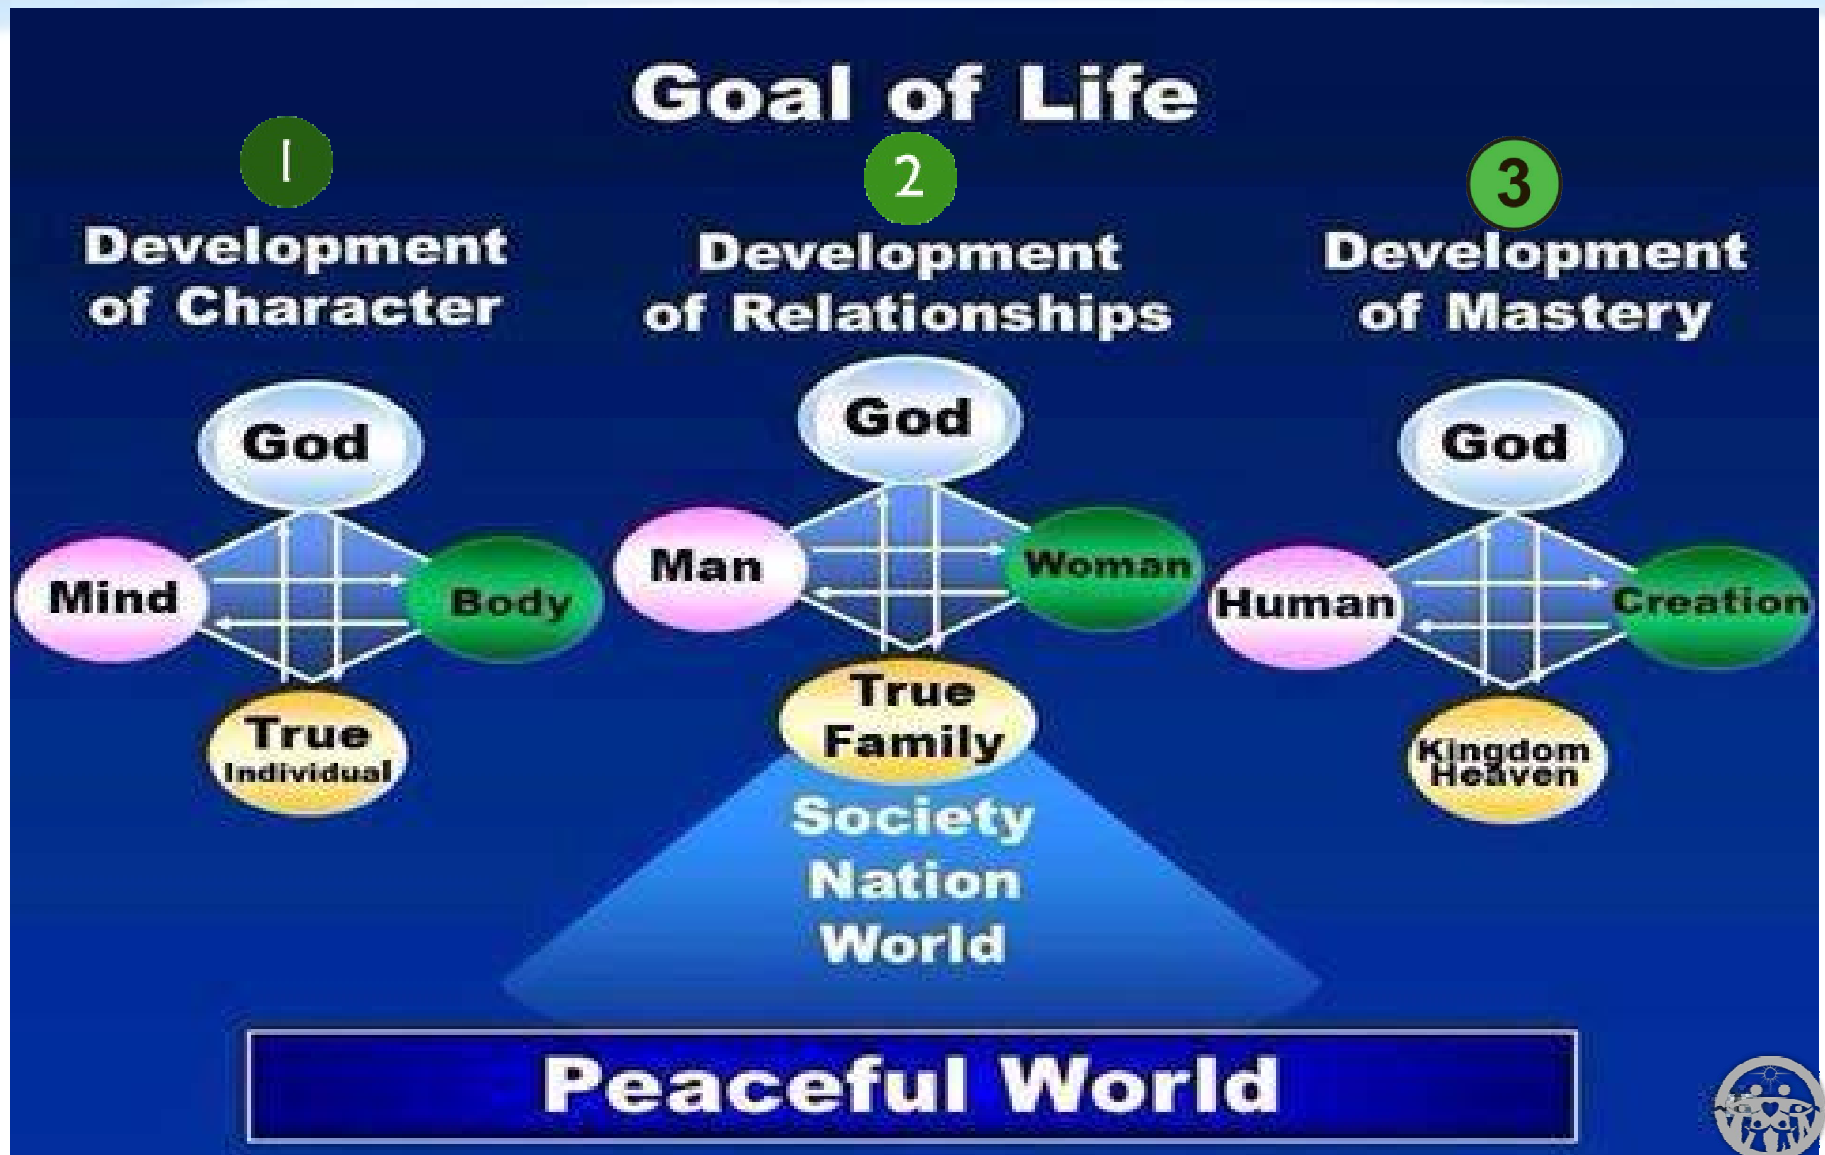 Goal of Life
1
Development
of Character
God
Mind
Body
True
Individual
2
Development
of Relationships
God
Man
Woman
True
Family
Society
Nation
World
3
Development
of Mastery
God
Human
Creation
Kingdom
Heaven
Peaceful World